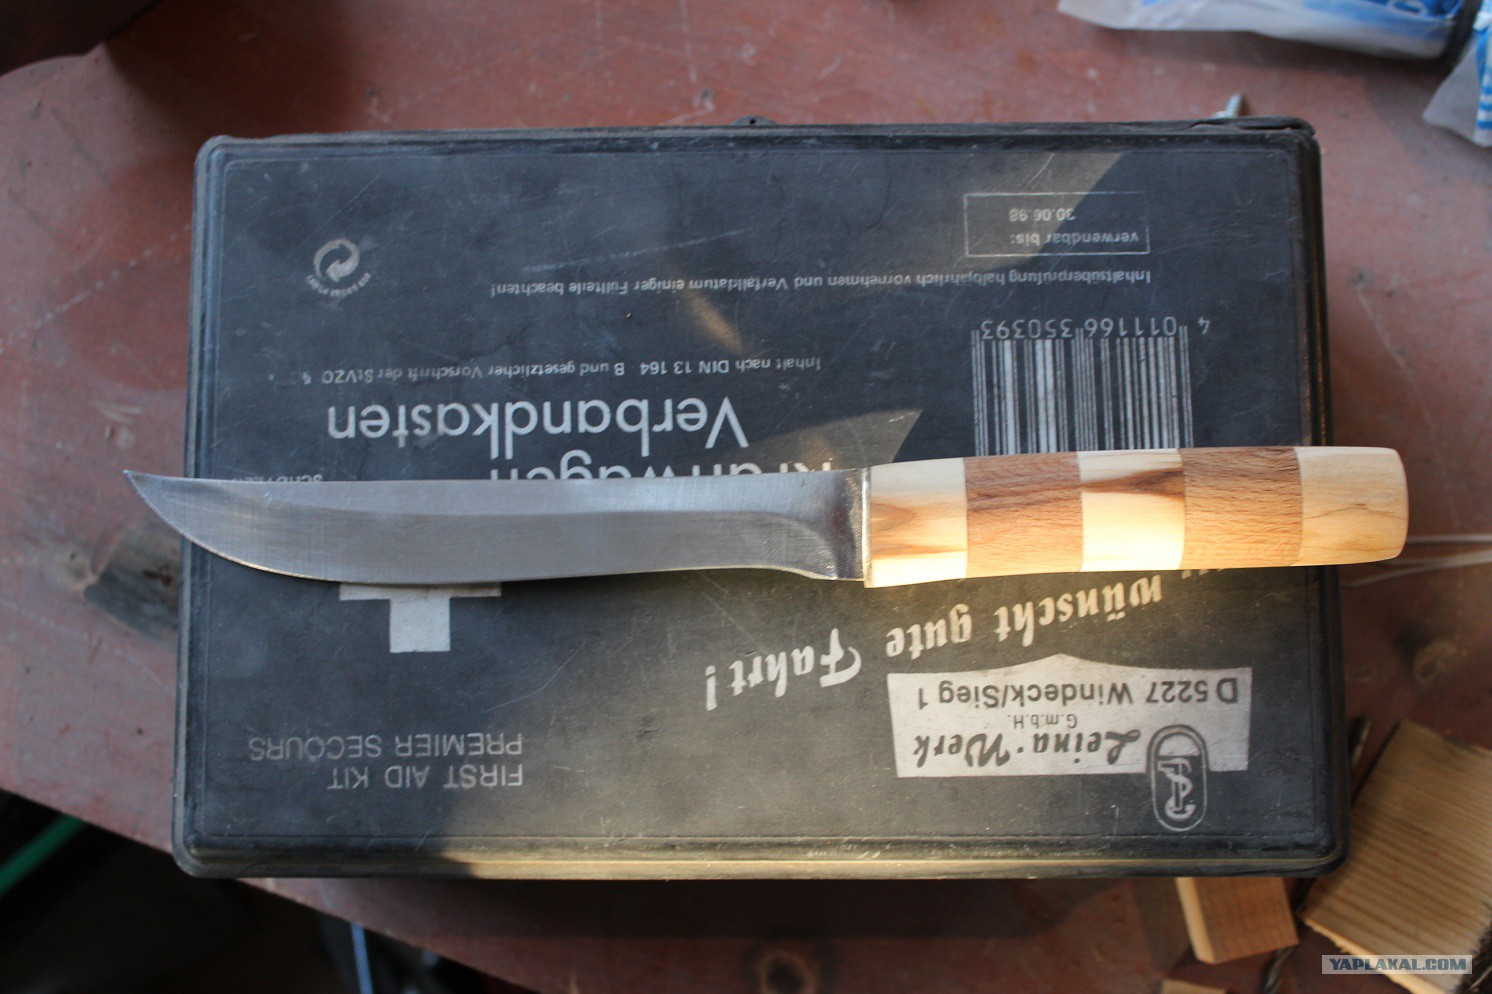 FIRST AID KIT
PREMIER SECOURS
Leina-Werk
G.m.b.H.
D 5227 Windeck/Sieg 1
wünscht gute Fahrt!
Verbandkasten
Inhalt nach DIN 13 164 B und gesetzlicher Vorschrift der StVZO
4 011166 350393
Inhaltsüberprüfung halbjährlich vornehmen und Verfalldatum einiger Füllteile beachten!
verwendbar bis:
30.06.98
YAPLAKAL.COM